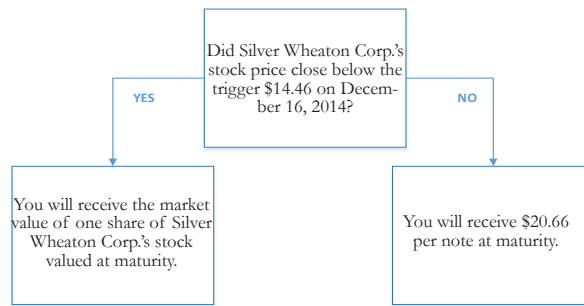 Did Silver Wheaton Corp.'s
stock price close below the
trigger $14.46 on Decem-
ber 16, 2014?
YES
NO
You will receive the market
value of one share of Silver
Wheaton Corp.'s stock
valued at maturity.
You will receive $20.66
per note at maturity.